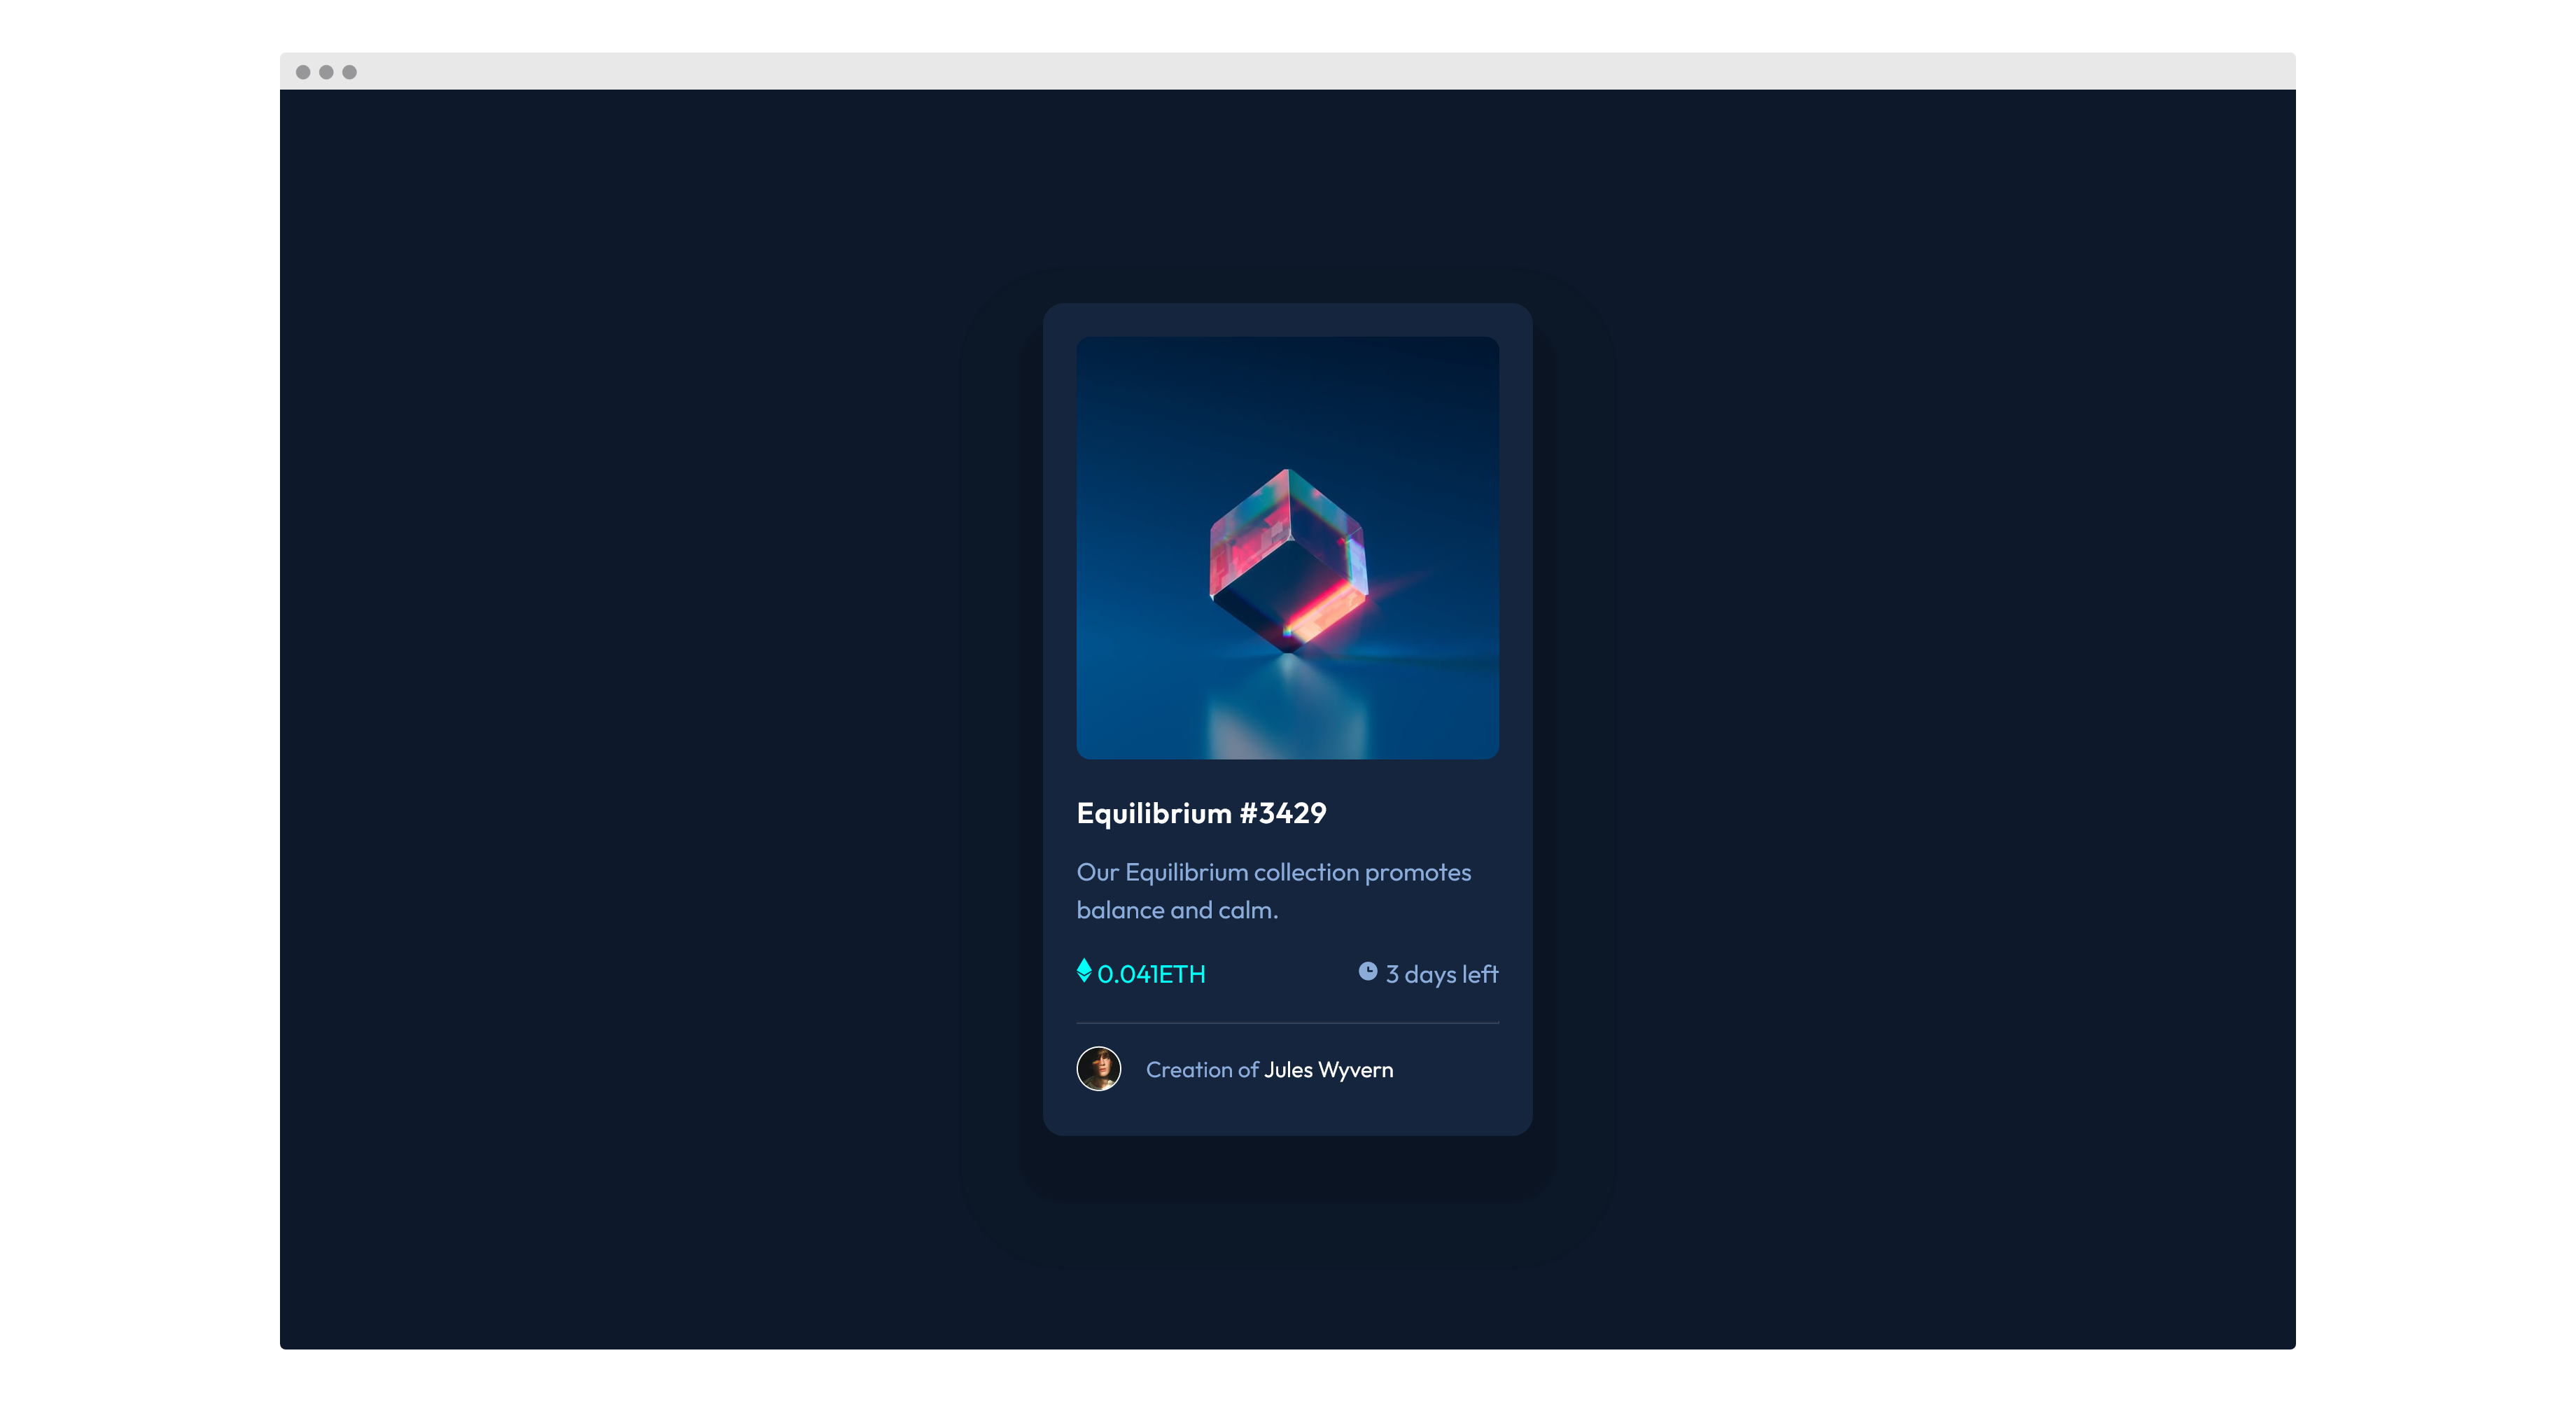 Equilibrium #3429
Our Equilibrium collection promotes
balance and calm.
0.041ETH 3 days left
Creation of Jules Wyvern